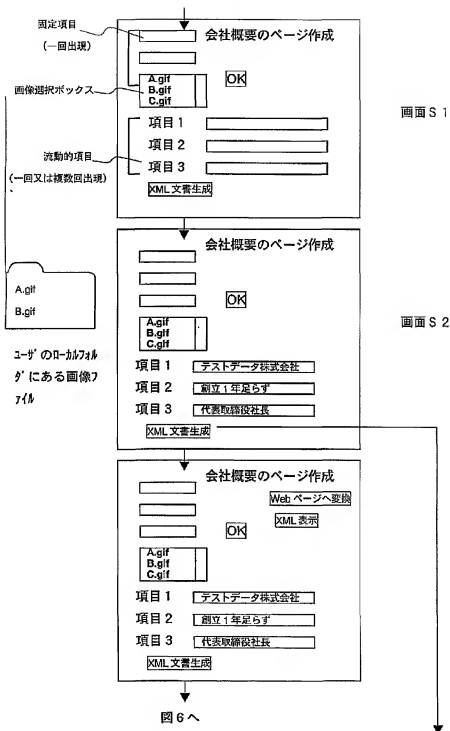 固定項目
(一回出現)
会社概要のページ作成
A.gif
B.gif
C.gif
OK
画像選択ボックス
画面S1
項目1
項目2
項目3
流動的項目
(一回又は複数回出現)
XML文書生成
会社概要のページ作成
A.gif
B.gif
ユーザのローカルフォル
ダにある画像フ
ァイル
OK
画面S2
A.gif
B.gif
C.gif
項目1 テストデータ株式会社
項目2 創立1年足らず
項目3 代表取締役社長
XML文書生成
会社概要のページ作成
Webページへ変換
XML表示
OK
A.gif
B.gif
C.gif
項目1 テストデータ株式会社
項目2 創立1年足らず
項目3 代表取締役社長
XML文書生成
図6へ